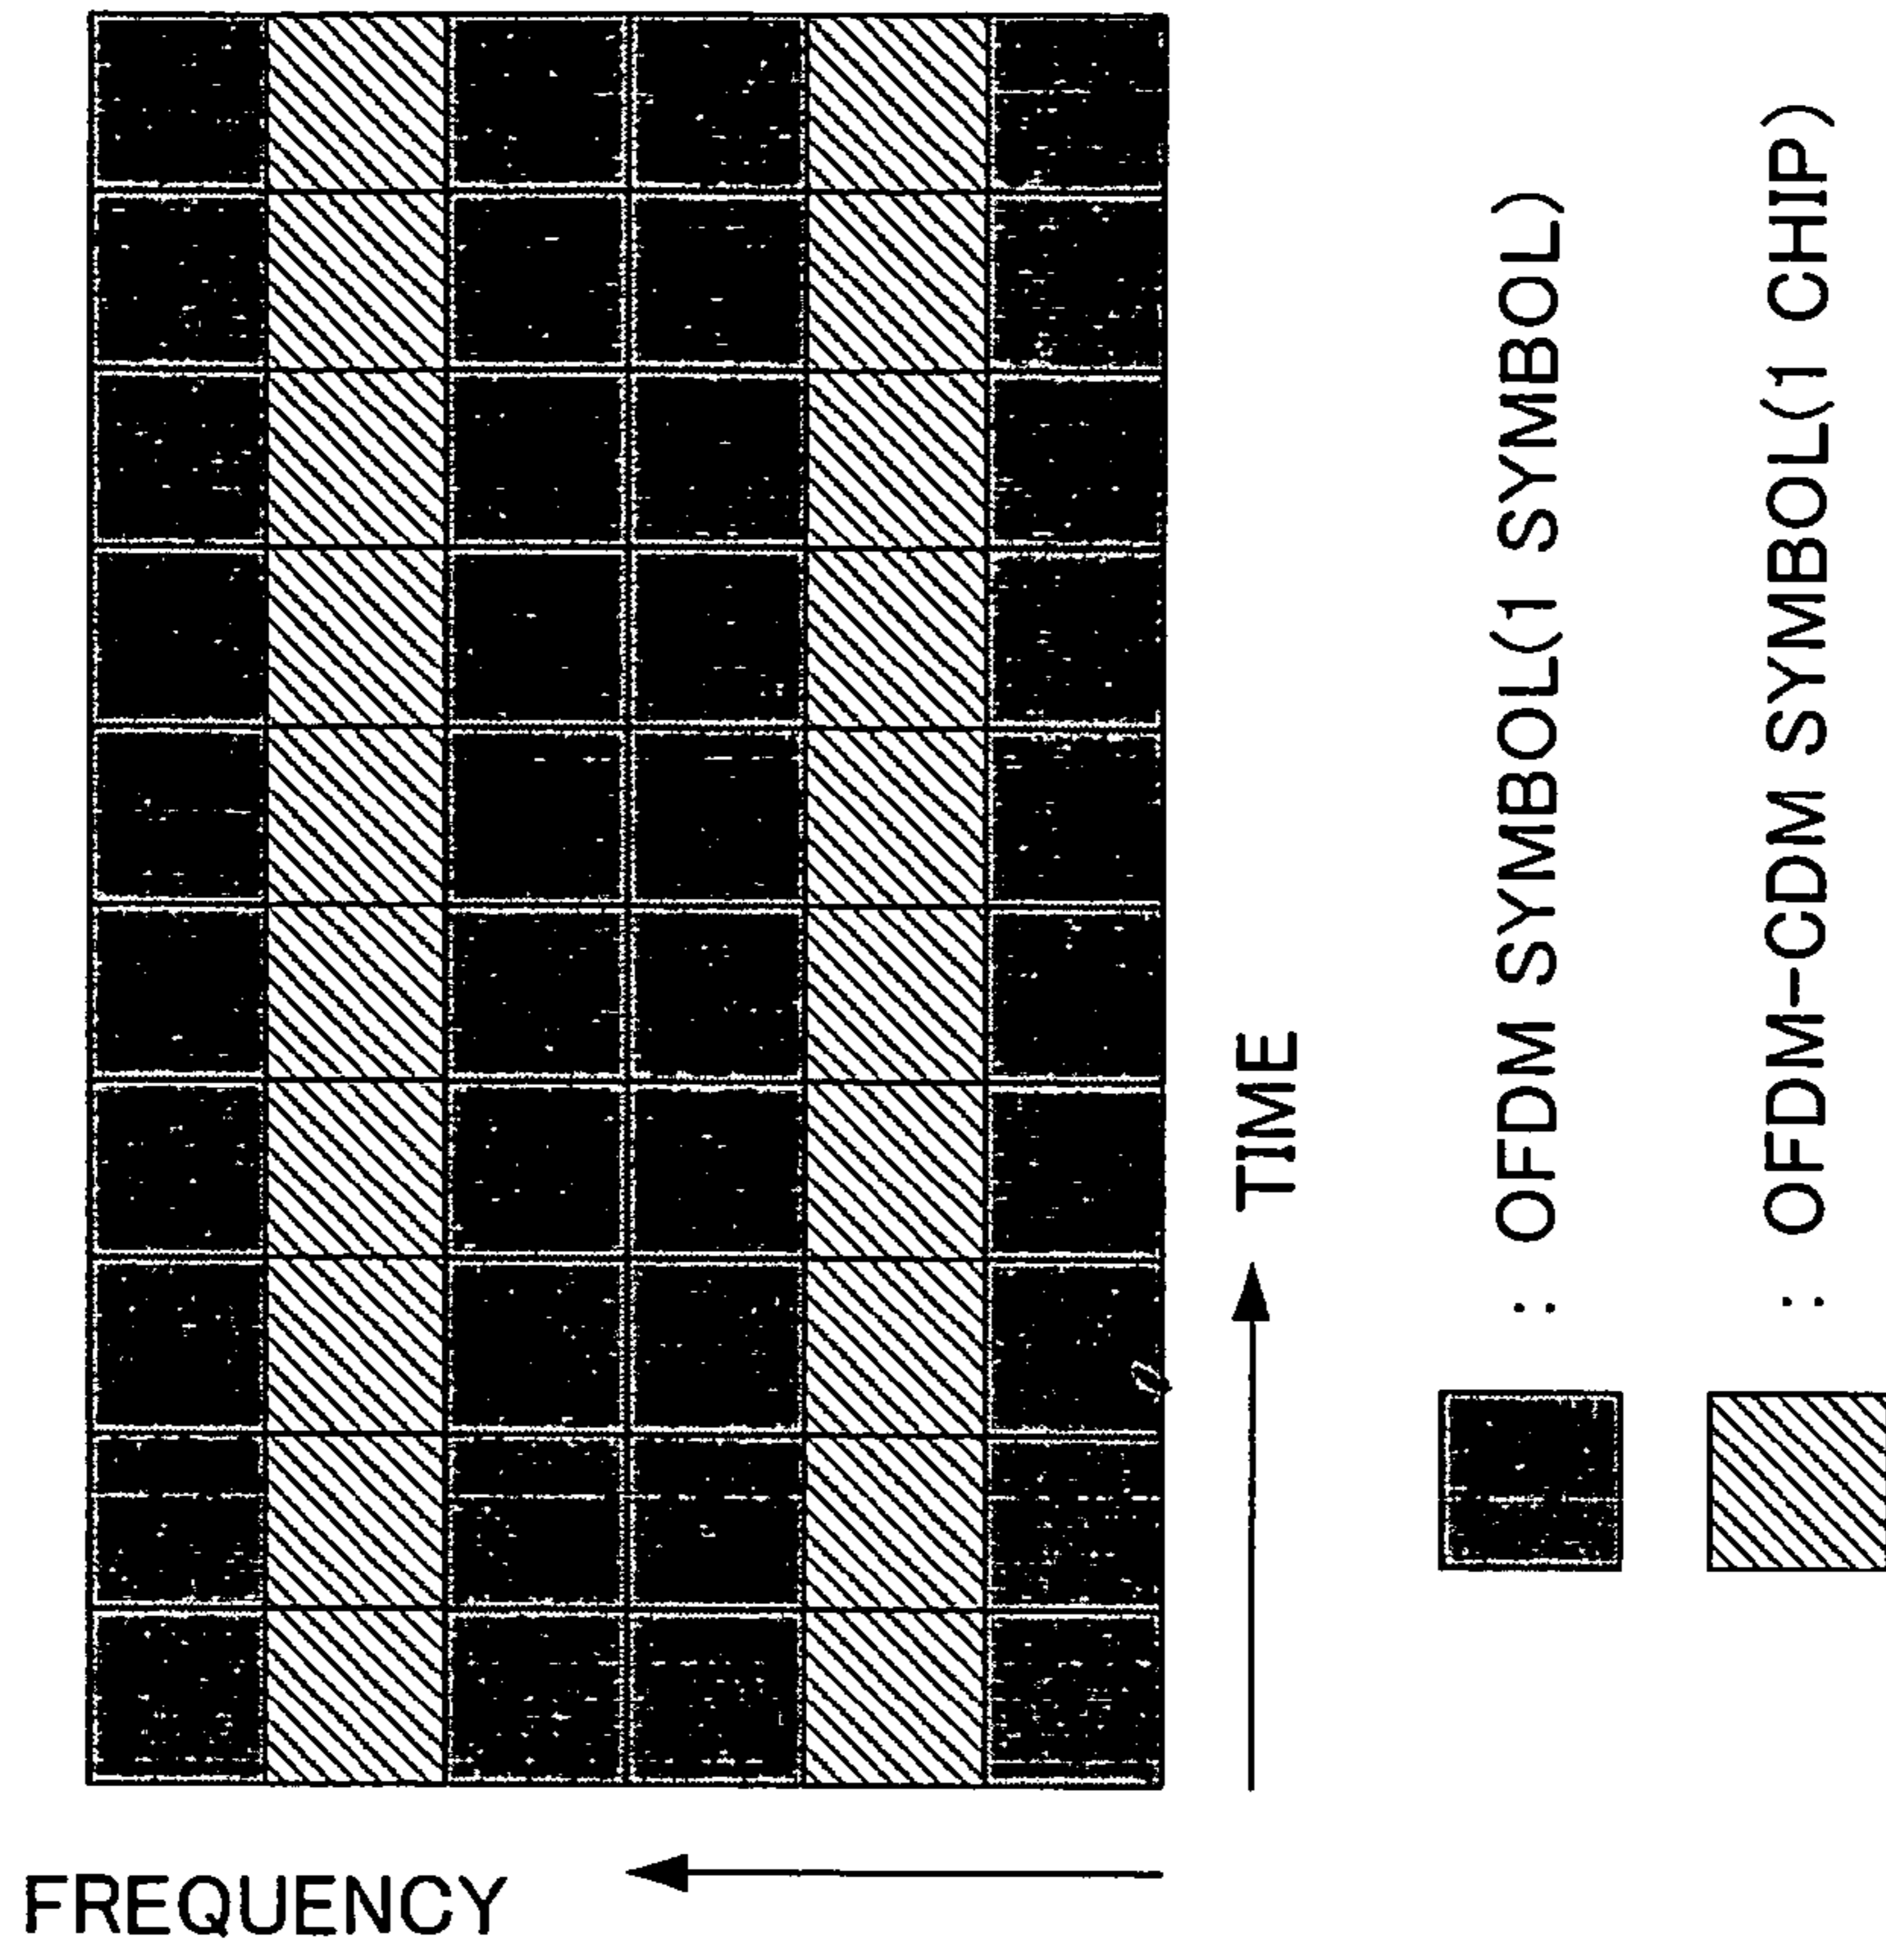 FREQUENCY
TIME
: OFDM SYMBOL(1 SYMBOL)
: OFDM-CDM SYMBOL(1 CHIP)